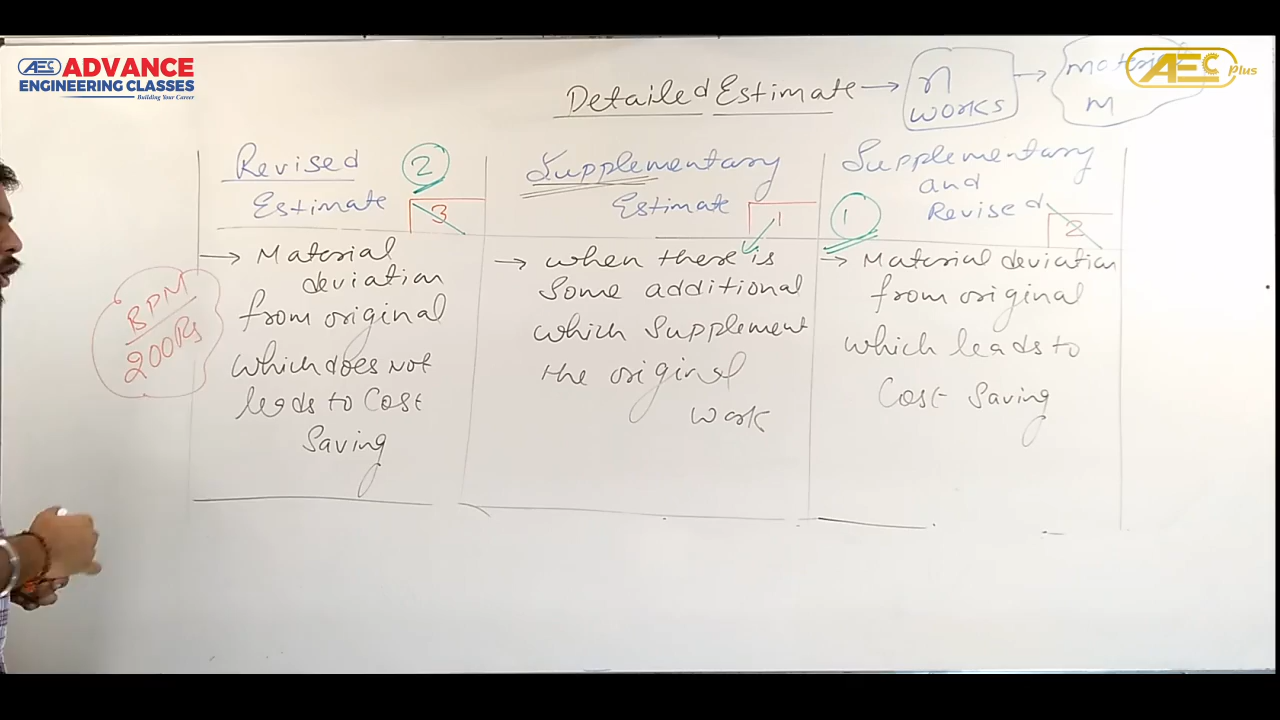 AEC ADVANCE
ENGINEERING CLASSES
Building Your Career
AEC Plus
Detailed Estimate → n works → material m
Revised Estimate
2
3
→ Material
deviation
from original
which does not
leads to Cost
Saving
BPM
200Rs
Supplementary
Estimate
1
→ when there is
Some additional
which Supplement
the original
work
Supplementary
and
Revised
1
2
→ Material deviation
from original
which leads to
Cost Saving